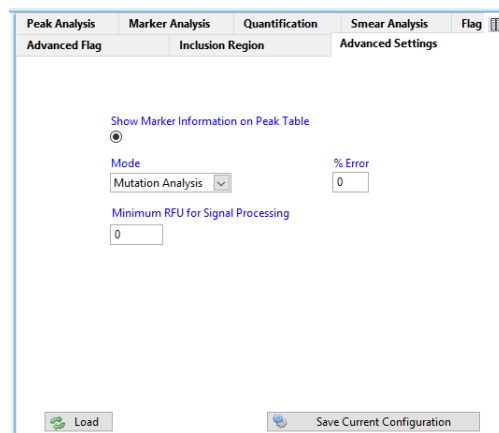 Peak Analysis Marker Analysis Quantification Smear Analysis Flag
Advanced Flag Inclusion Region Advanced Settings
Show Marker Information on Peak Table
Mode % Error
Mutation Analysis 0
Minimum RFU for Signal Processing
0
Load Save Current Configuration